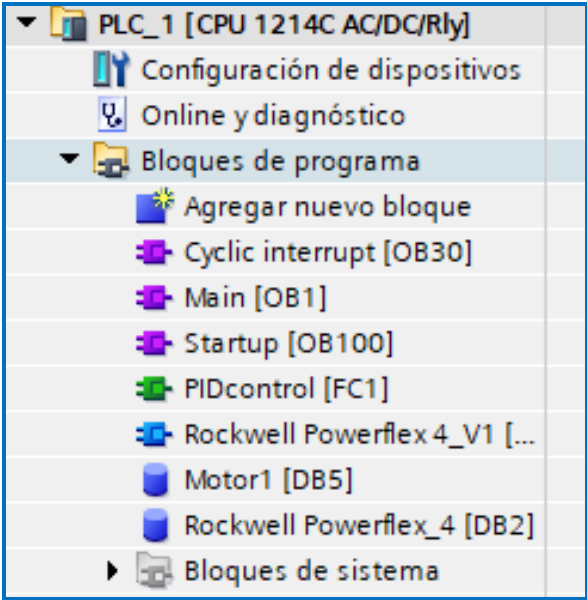 PLC_1 [CPU 1214C AC/DC/Rly]
Configuración de dispositivos
Online y diagnóstico
Bloques de programa
Agregar nuevo bloque
Cyclic interrupt [OB30]
Main [OB1]
Startup [OB100]
PIDcontrol [FC1]
Rockwell Powerflex 4_V1 [...
Motor1 [DB5]
Rockwell Powerflex_4 [DB2]
Bloques de sistema